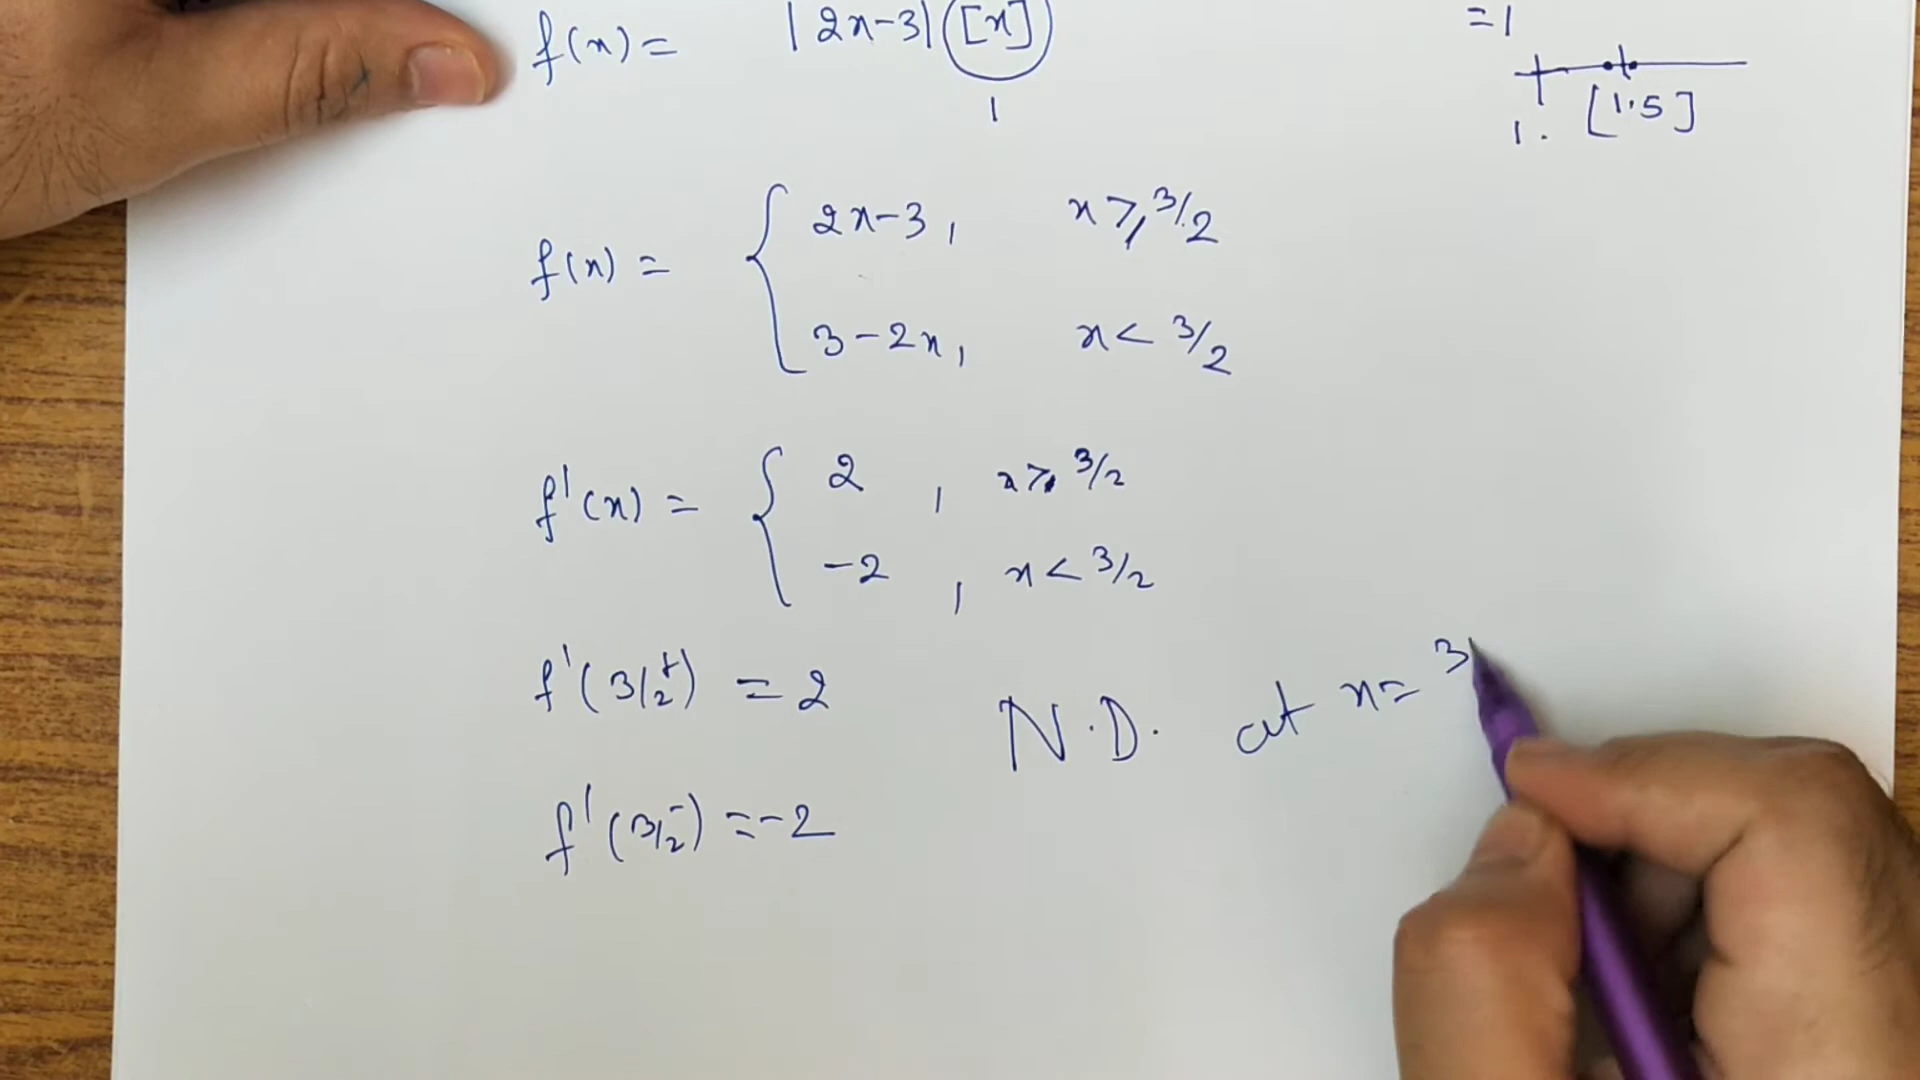 f(x) = |2x-3| [x]
1
=1
1. [1.5]
f(x) = { 2x-3, x ≥ 3/2
3-2x, x < 3/2
f'(x) = { 2, x ≥ 3/2
-2, x < 3/2
f'(3/2⁺) = 2
N.D. at x = 3/
f'(3/2⁻) = -2